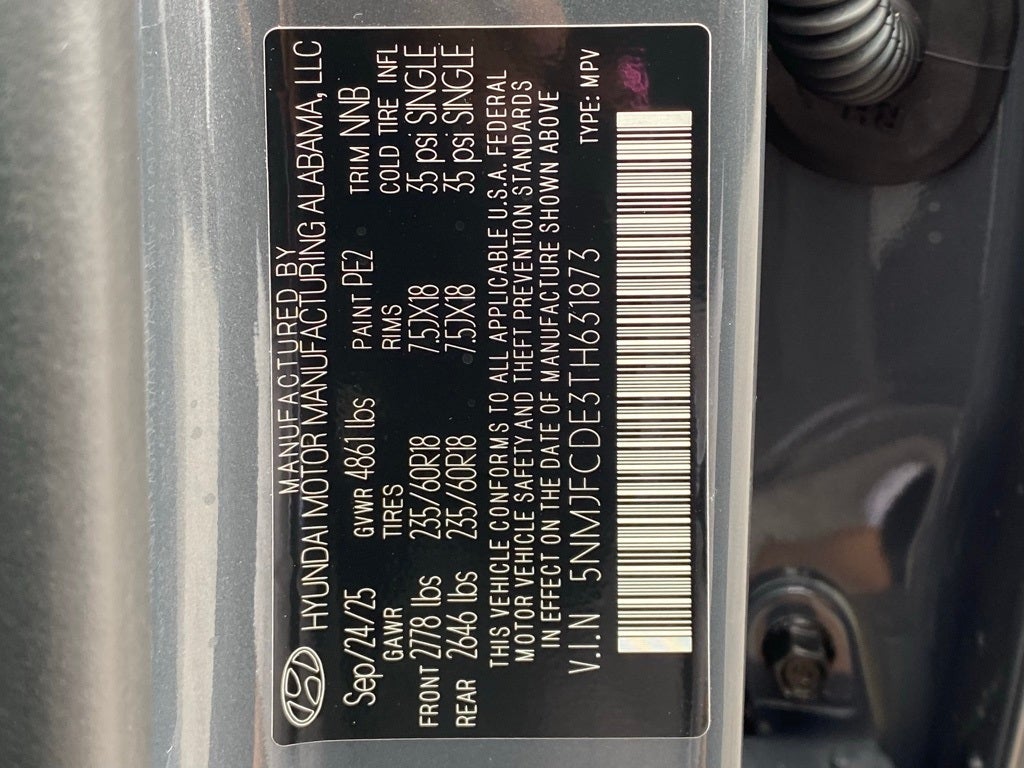 MANUFACTURED BY
HYUNDAI MOTOR MANUFACTURING ALABAMA, LLC
Sep/24/25 GVWR 4861 lbs PAINT PE2 TRIM NNB
GAWR TIRES RIMS COLD TIRE INFL
FRONT 2778 lbs 235/60R18 7.5JX18 35 psi SINGLE
REAR 2646 lbs 235/60R18 7.5JX18 35 psi SINGLE
THIS VEHICLE CONFORMS TO ALL APPLICABLE U.S.A. FEDERAL
MOTOR VEHICLE SAFETY AND THEFT PREVENTION STANDARDS
IN EFFECT ON THE DATE OF MANUFACTURE SHOWN ABOVE
V.I.N 5NMJFCDE3TH631873 TYPE: MPV